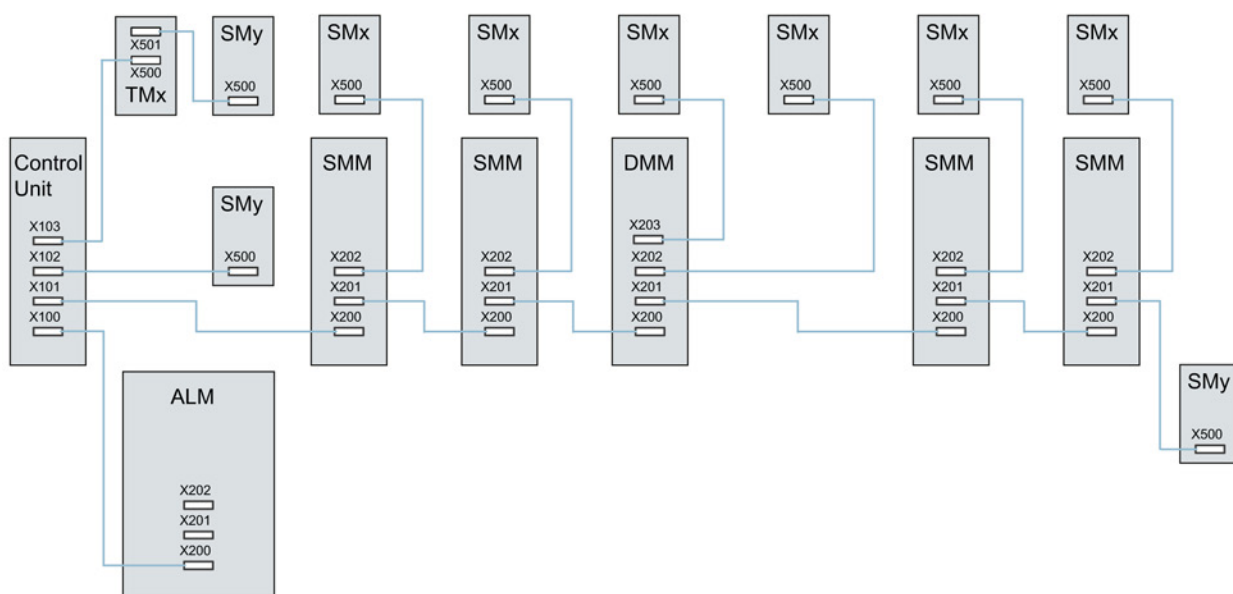 X501
X500
TMx
SMy
X500
SMx
X500
SMx
X500
SMx
X500
SMx
X500
SMx
X500
SMx
X500
Control
Unit
X103
X102
X101
X100
SMy
X500
SMM
X202
X201
X200
SMM
X202
X201
X200
DMM
X203
X202
X201
X200
SMM
X202
X201
X200
SMM
X202
X201
X200
SMy
X500
ALM
X202
X201
X200